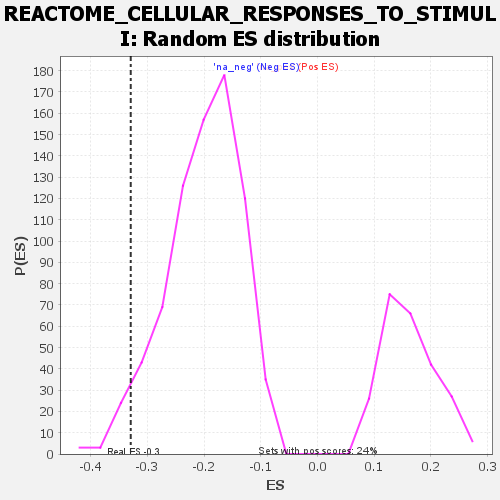 REACTOME_CELLULAR_RESPONSES_TO_STIMUL
I: Random ES distribution
'na_neg' (Neg ES)(Pos ES)
180
170
160
150
140
130
120
110
100
90
80
70
60
50
40
30
20
10
0
P(ES)
Real ES -0.3
Sets with pos scores: 24%
-0.4 -0.3 -0.2 -0.1 0.0 0.1 0.2 0.3
ES